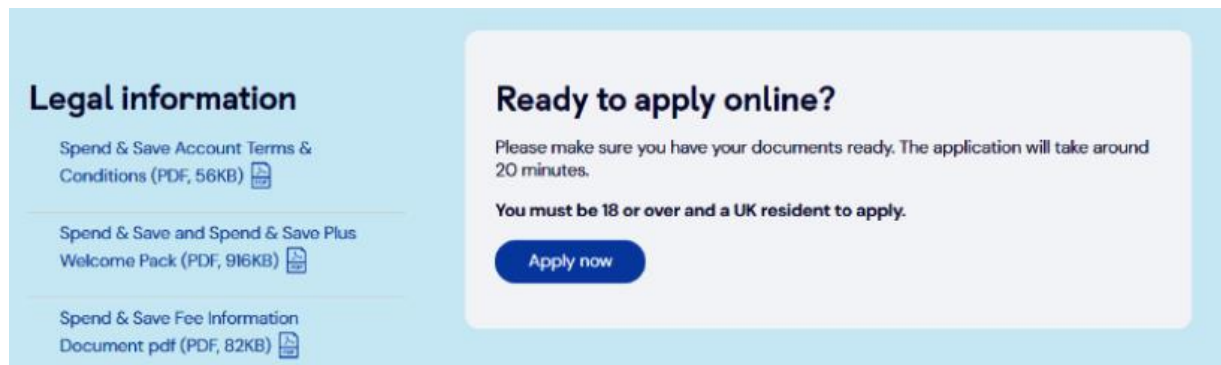 Legal information
Spend & Save Account Terms &
Conditions (PDF, 56KB)
Spend & Save and Spend & Save Plus
Welcome Pack (PDF, 916KB)
Spend & Save Fee Information
Document pdf (PDF, 82KB)
Ready to apply online?
Please make sure you have your documents ready. The application will take around
20 minutes.
You must be 18 or over and a UK resident to apply.
Apply now